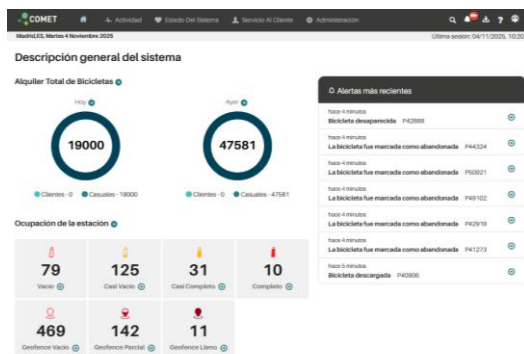 COMET
Actividad
Estado Del Sistema
Servicio Al Cliente
Administración
Madrid,ES, Martes 4 Noviembre 2025
Última sesión: 04/11/2025, 10:20
Descripción general del sistema
Alquiler Total de Bicicletas
Hoy
Ayer
19000
47581
Clientes - 0 Casuales - 19000
Clientes - 0 Casuales - 47581
Ocupación de la estación
79
Vacio
125
Casi Vacio
31
Casi Completo
10
Completo
469
Geofence Vacio
142
Geofence Parcial
11
Geofence Lleno
Alertas más recientes
hace 4 minutos
Bicicleta desaparecida P42888
hace 4 minutos
La bicicleta fue marcada como abandonada P44324
hace 4 minutos
La bicicleta fue marcada como abandonada P50821
hace 4 minutos
La bicicleta fue marcada como abandonada P49102
hace 4 minutos
La bicicleta fue marcada como abandonada P42919
hace 4 minutos
La bicicleta fue marcada como abandonada P41273
hace 5 minutos
Bicicleta descargada P40906